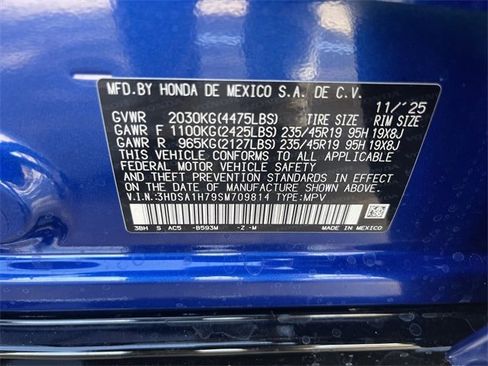 MFD.BY HONDA DE MEXICO S.A. DE C.V. 11/'25
GVWR 2030KG(4475LBS) TIRE SIZE RIM SIZE
GAWR F 1100KG(2425LBS) 235/45R19 95H 19X8J
GAWR R 965KG(2127LBS) 235/45R19 95H 19X8J
THIS VEHICLE CONFORMS TO ALL APPLICABLE
FEDERAL MOTOR VEHICLE SAFETY
AND THEFT PREVENTION STANDARDS IN EFFECT
ON THE DATE OF MANUFACTURE SHOWN ABOVE.
V.I.N.:3HDSA1H79SM709814 TYPE:MPV
3BH S AC5 -B593M -Z -M MADE IN MEXICO